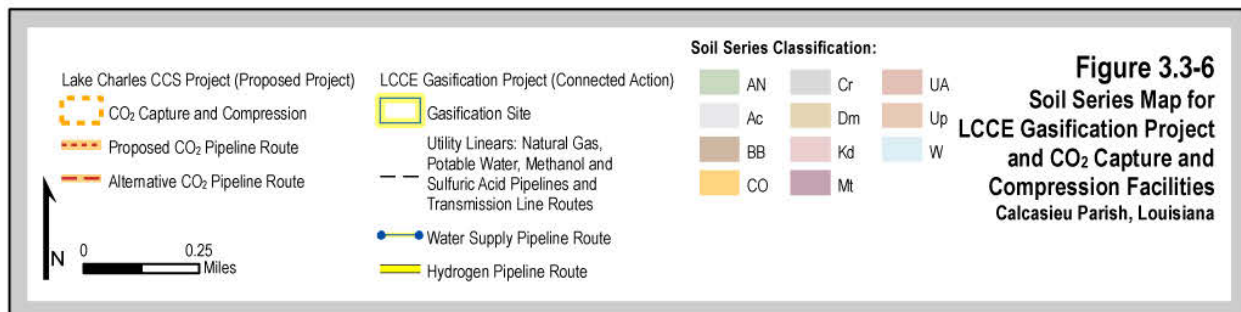 Lake Charles CCS Project (Proposed Project)
CO₂ Capture and Compression
Proposed CO₂ Pipeline Route
Alternative CO₂ Pipeline Route
N
0 0.25
Miles
LCCE Gasification Project (Connected Action)
Gasification Site
Utility Linears: Natural Gas,
Potable Water, Methanol and
Sulfuric Acid Pipelines and
Transmission Line Routes
Water Supply Pipeline Route
Hydrogen Pipeline Route
Soil Series Classification:
AN
Ac
BB
CO
Cr
Dm
Kd
Mt
UA
Up
W
Figure 3.3-6
Soil Series Map for
LCCE Gasification Project
and CO₂ Capture and
Compression Facilities
Calcasieu Parish, Louisiana